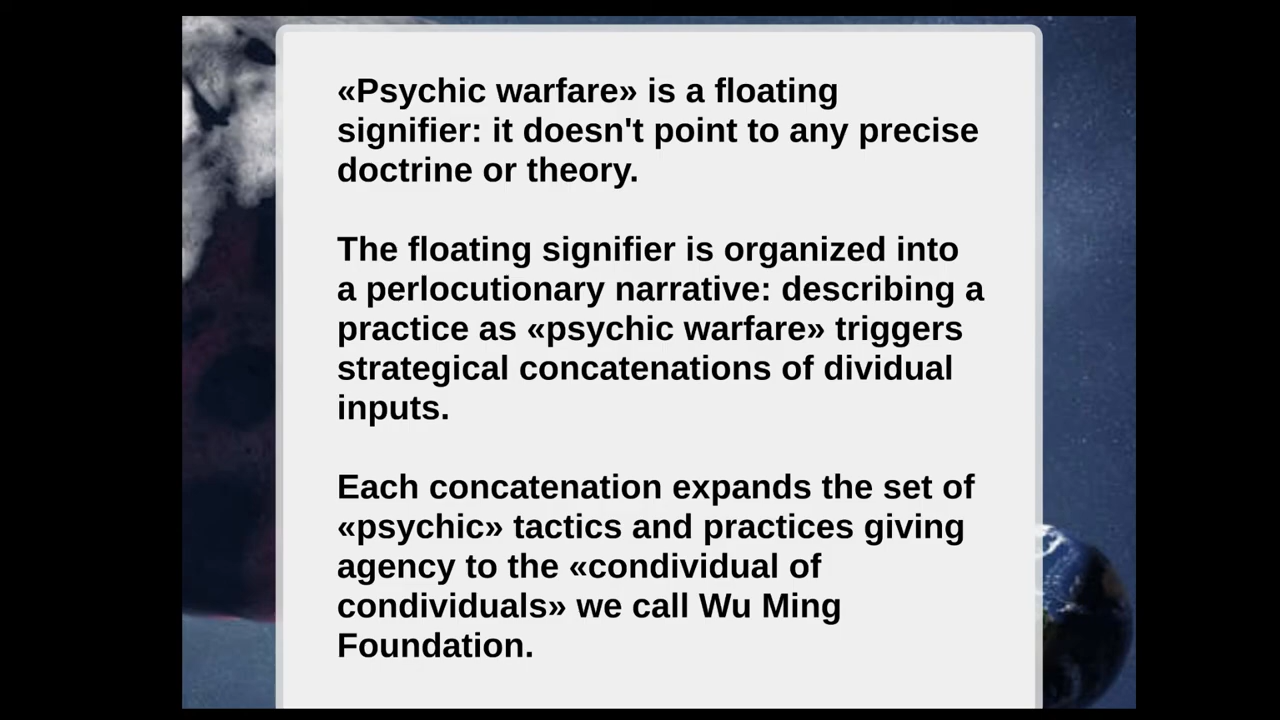 «Psychic warfare» is a floating
signifier: it doesn't point to any precise
doctrine or theory.
The floating signifier is organized into
a perlocutionary narrative: describing a
practice as «psychic warfare» triggers
strategical concatenations of dividual
inputs.
Each concatenation expands the set of
«psychic» tactics and practices giving
agency to the «condividual of
condividuals» we call Wu Ming
Foundation.